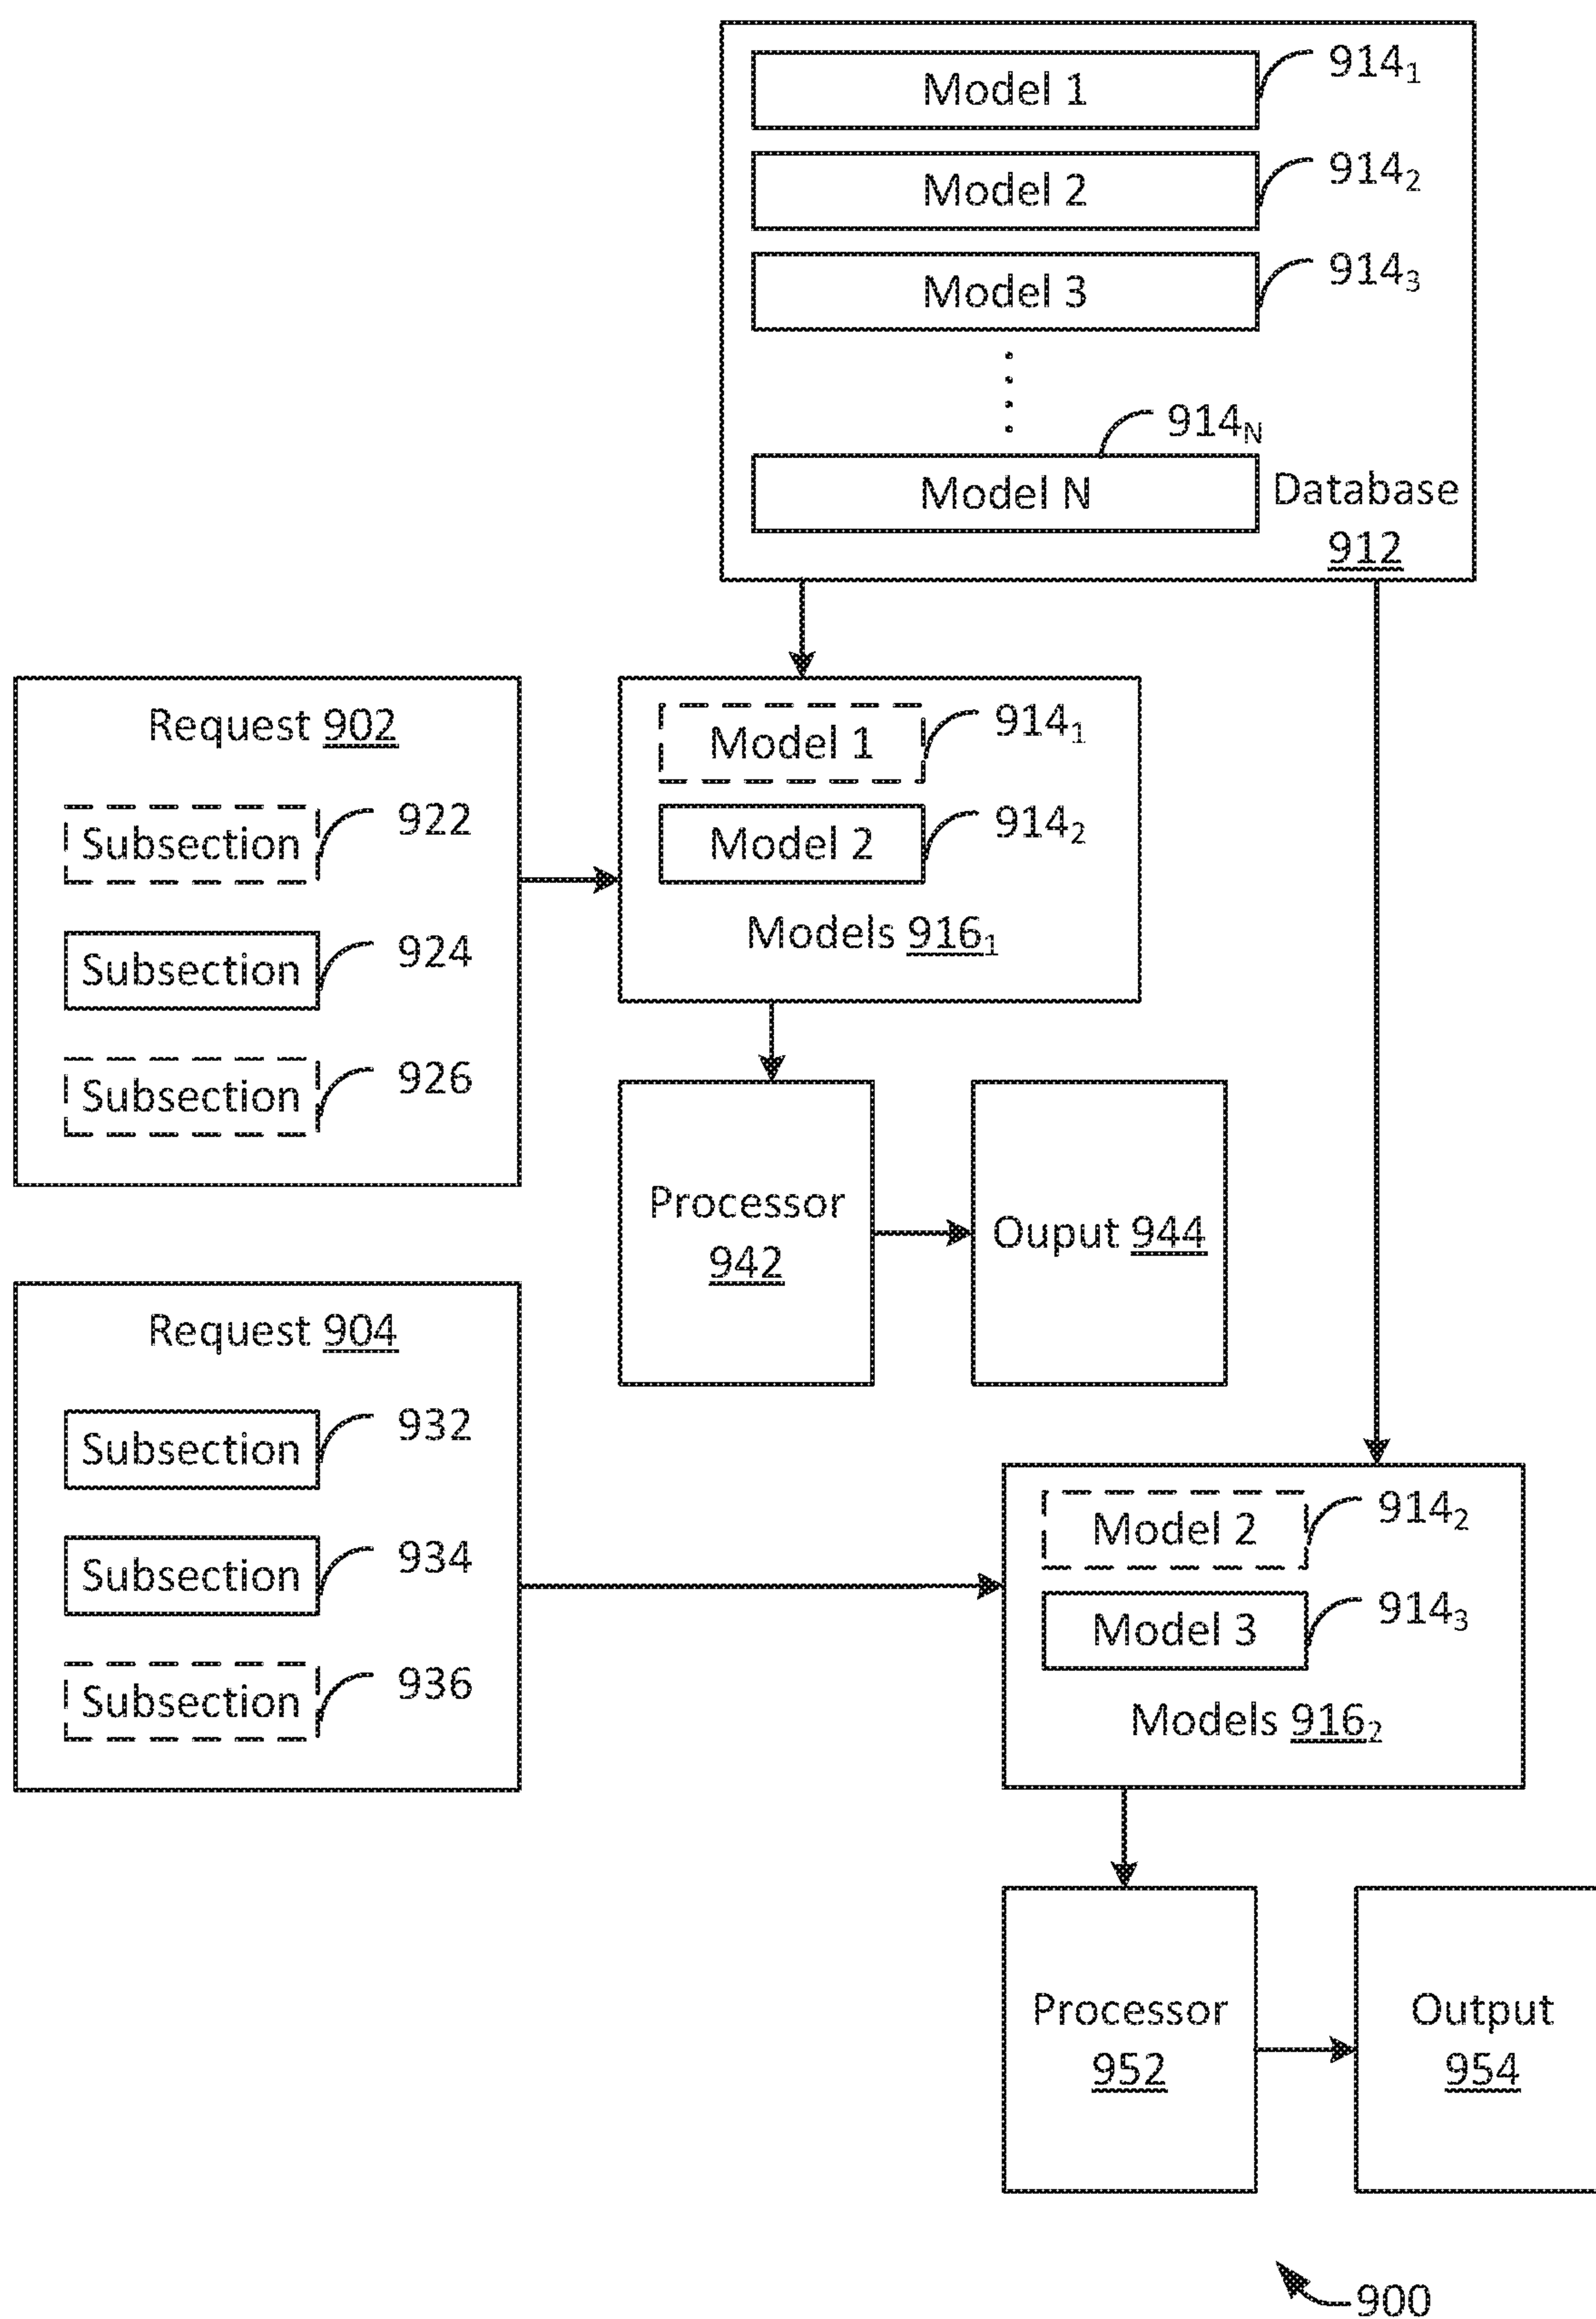 Model 1
914₁
Model 2
914₂
Model 3
914₃
914_N
Model N
Database
912
Request 902
Subsection
922
Subsection
924
Subsection
926
Model 1
914₁
Model 2
914₂
Models 916₁
Processor
942
Ouput 944
Request 904
Subsection
932
Subsection
934
Subsection
936
Model 2
914₂
Model 3
914₃
Models 916₂
Processor
952
Output
954
900